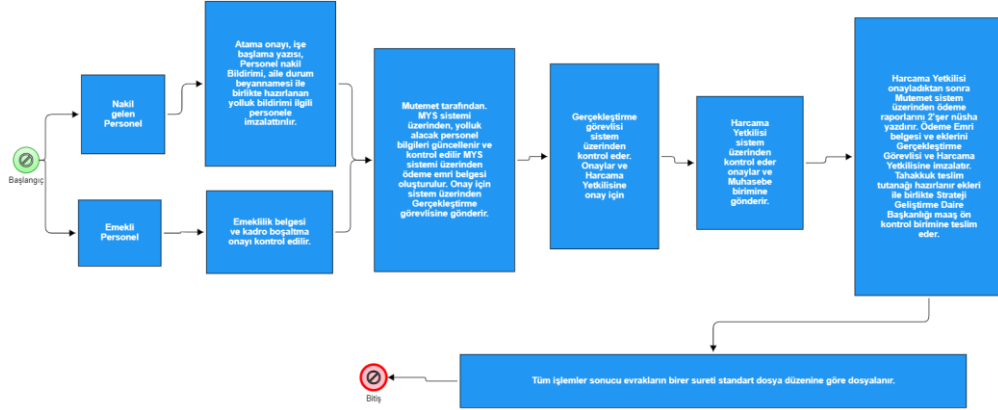 Başlangıç
Nakil
gelen
Personel
Atama onayı, işe
başlama yazısı,
Personel nakil
Bildirimi, aile durum
beyannamesi ile
birlikte hazırlanan
yolluk bildirimi ilgili
personele
imzalattırılır.
Emekli
Personel
Emeklilik belgesi
ve kadro boşaltma
onayı kontrol edilir.
Mutemet tarafından.
MYS sistemi
üzerinden, yolluk
alacak personel
bilgileri güncellenir ve
kontrol edilir MYS
sistemi üzerinden
ödeme emri belgesi
oluşturulur. Onay için
sistem üzerinden
Gerçekleştirme
görevlisine gönderir.
Gerçekleştirme
görevlisi
sistem
üzerinden
kontrol eder.
Onaylar ve
Harcama
Yetkilisine
onay için
Harcama
Yetkilisi
sistem
üzerinden
kontrol eder
onaylar ve
Muhasebe
birimine
gönderir.
Harcama Yetkilisi
onayladıktan sonra
Mutemet sistem
üzerinden ödeme
raporlarını 2'şer nüsha
yazdırır. Ödeme Emri
belgesi ve eklerini
Gerçekleştirme
Görevlisi ve Harcama
Yetkilisine imzalatır.
Tahakkuk teslim
tutanağı hazırlanır ekleri
ile birlikte Strateji
Geliştirme Daire
Başkanlığı maaş ön
kontrol birimine teslim
eder.
Tüm işlemler sonucu evrakların birer sureti standart dosya düzenine göre dosyalanır.
Bitiş